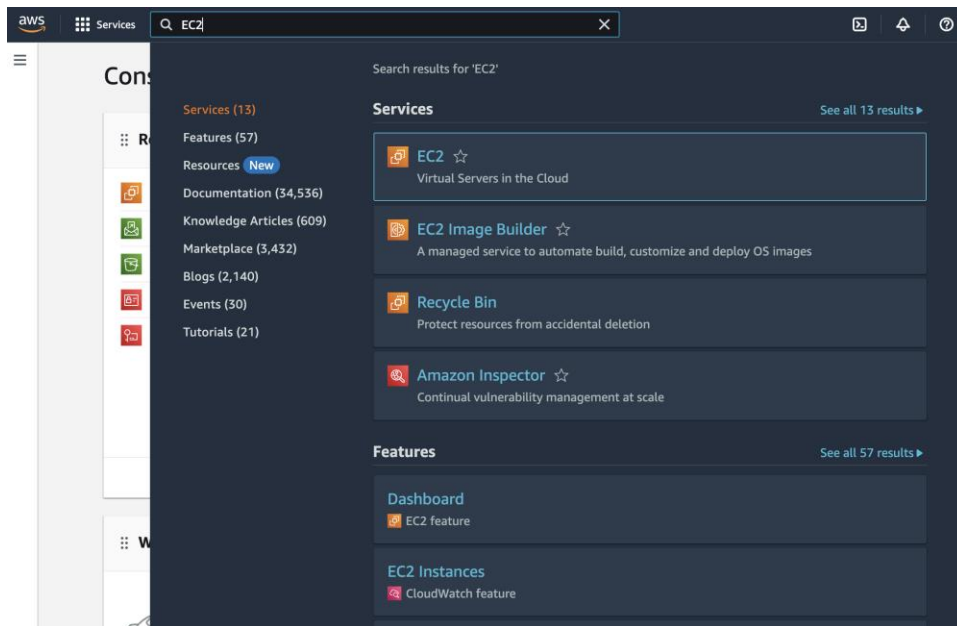 aws
Services
EC2
Cons
Search results for 'EC2'
Services (13)
Features (57)
Resources New
Documentation (34,536)
Knowledge Articles (609)
Marketplace (3,432)
Blogs (2,140)
Events (30)
Tutorials (21)
Services
See all 13 results
EC2
Virtual Servers in the Cloud
EC2 Image Builder
A managed service to automate build, customize and deploy OS images
Recycle Bin
Protect resources from accidental deletion
Amazon Inspector
Continual vulnerability management at scale
Features
See all 57 results
Dashboard
EC2 feature
EC2 Instances
CloudWatch feature